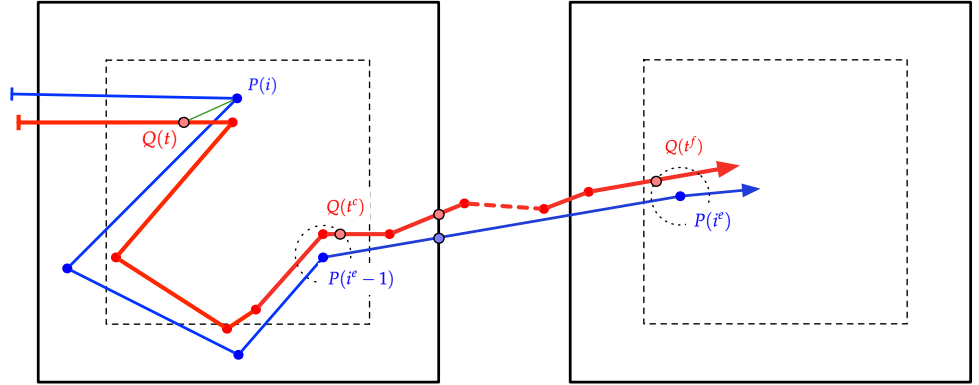 P(i)
Q(t)
Q(t^f)
Q(t^c)
P(i^e)
P(i^e − 1)